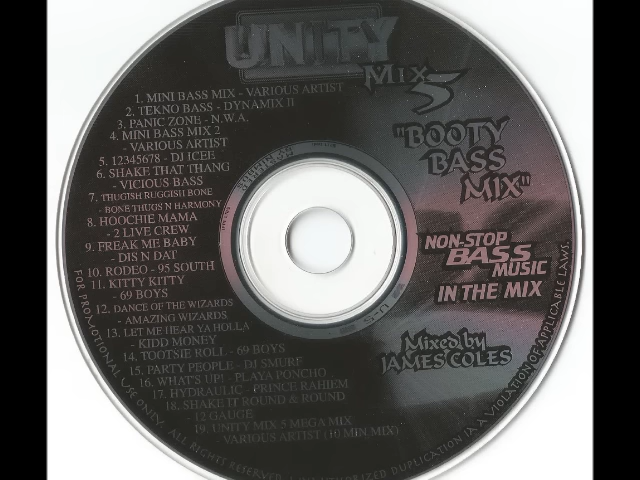 UNITY
MIX
5
"BOOTY
BASS
MIX"
NON-STOP
BASS
MUSIC
IN THE MIX
Mixed by
JAMES COLES
1. MINI BASS MIX - VARIOUS ARTIST
2. TEKNO BASS - DYNAMIX II
3. PANIC ZONE - N.W.A.
4. MINI BASS MIX 2
- VARIOUS ARTIST
5. 12345678 - DJ ICEE
6. SHAKE THAT THANG
- VICIOUS BASS
7. THUGISH RUGGISH BONE
- BONE THUGS N HARMONY
8. HOOCHIE MAMA
- 2 LIVE CREW
9. FREAK ME BABY
- DIS N DAT
10. RODEO - 95 SOUTH
11. KITTY KITTY
- 69 BOYS
12. DANCE OF THE WIZARDS
- AMAZING WIZARDS
13. LET ME HEAR YA HOLLA
- KIDD MONEY
14. TOOTSIE ROLL - 69 BOYS
15. PARTY PEOPLE - DJ SMURF
16. WHAT'S UP! - PLAYA PONCHO
17. HYDRAULIC - PRINCE RAHIEM
18. SHAKE IT ROUND & ROUND
- 12 GAUGE
19. UNITY MIX 5 MEGA MIX
VARIOUS ARTIST (10 MIN.MIX)
FOR PROMOTIONAL USE ONLY. ALL RIGHTS RESERVED. UNAUTHORIZED DUPLICATION IS A VIOLATION OF APPLICABLE LAWS.